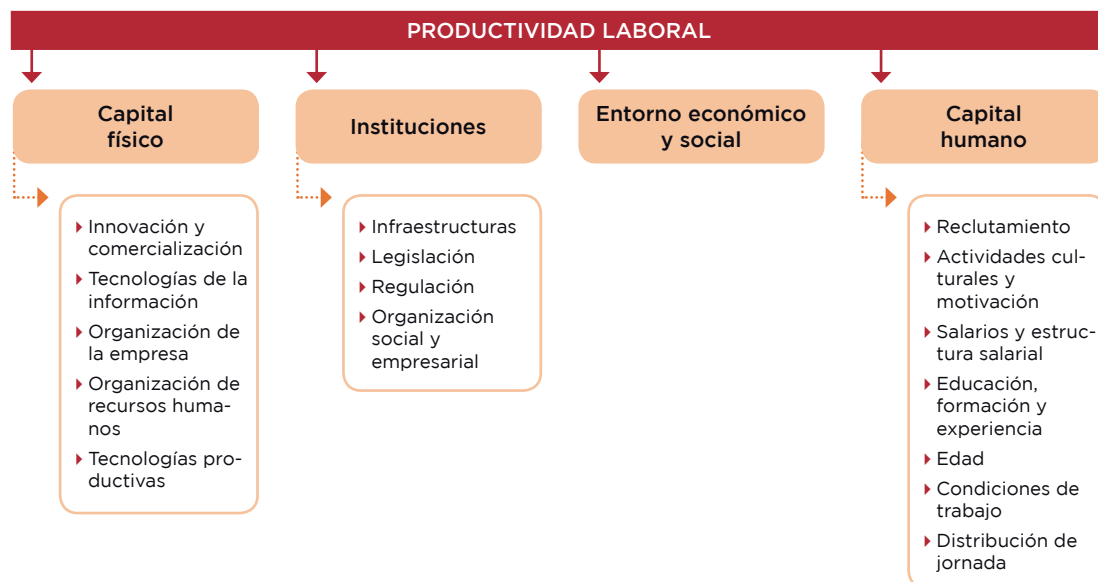 PRODUCTIVIDAD LABORAL
Capital
físico
Innovación y
comercialización
Tecnologías de la
información
Organización de
la empresa
Organización de
recursos huma-
nos
Tecnologías pro-
ductivas
Instituciones
Infraestructuras
Legislación
Regulación
Organización
social y
empresarial
Entorno económico
y social
Capital
humano
Reclutamiento
Actividades cul-
turales y
motivación
Salarios y estruc-
tura salarial
Educación,
formación y
experiencia
Edad
Condiciones de
trabajo
Distribución de
jornada